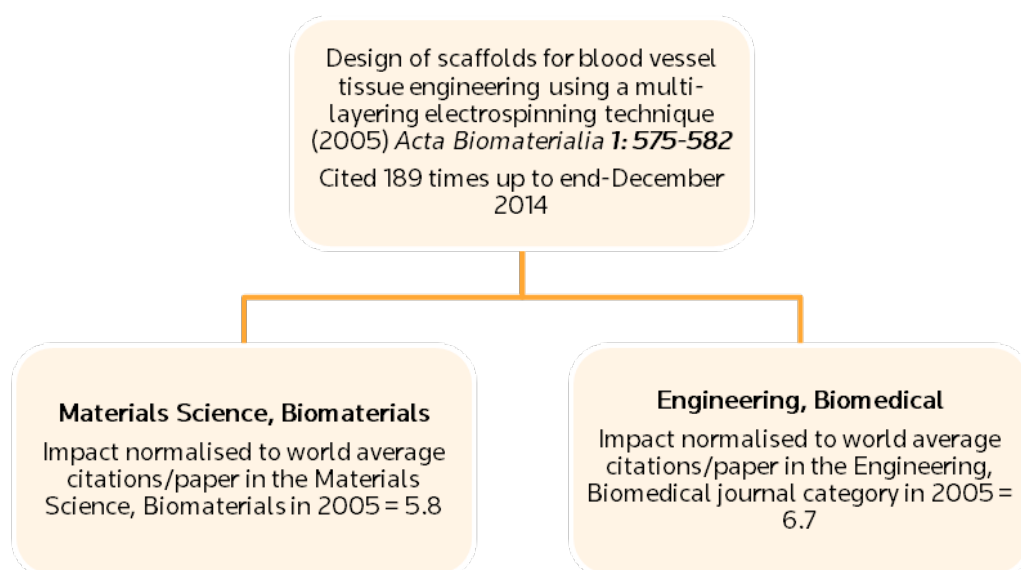 Design of scaffolds for blood vessel
tissue engineering using a multi-
layering electrospinning technique
(2005) Acta Biomaterialia 1: 575-582
Cited 189 times up to end-December
2014
Materials Science, Biomaterials
Impact normalised to world average
citations/paper in the Materials
Science, Biomaterials in 2005 = 5.8
Engineering, Biomedical
Impact normalised to world average
citations/paper in the Engineering,
Biomedical journal category in 2005 =
6.7